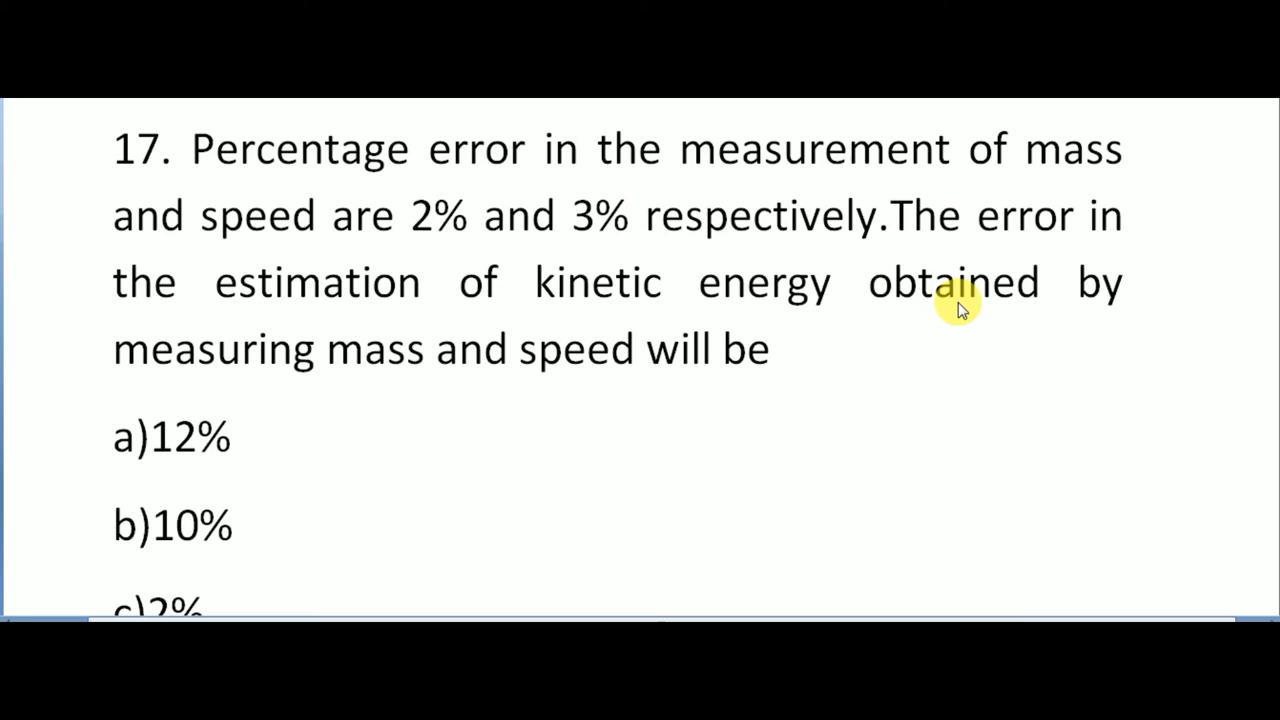 17. Percentage error in the measurement of mass
and speed are 2% and 3% respectively.The error in
the estimation of kinetic energy obtained by
measuring mass and speed will be
a)12%
b)10%
c)2%